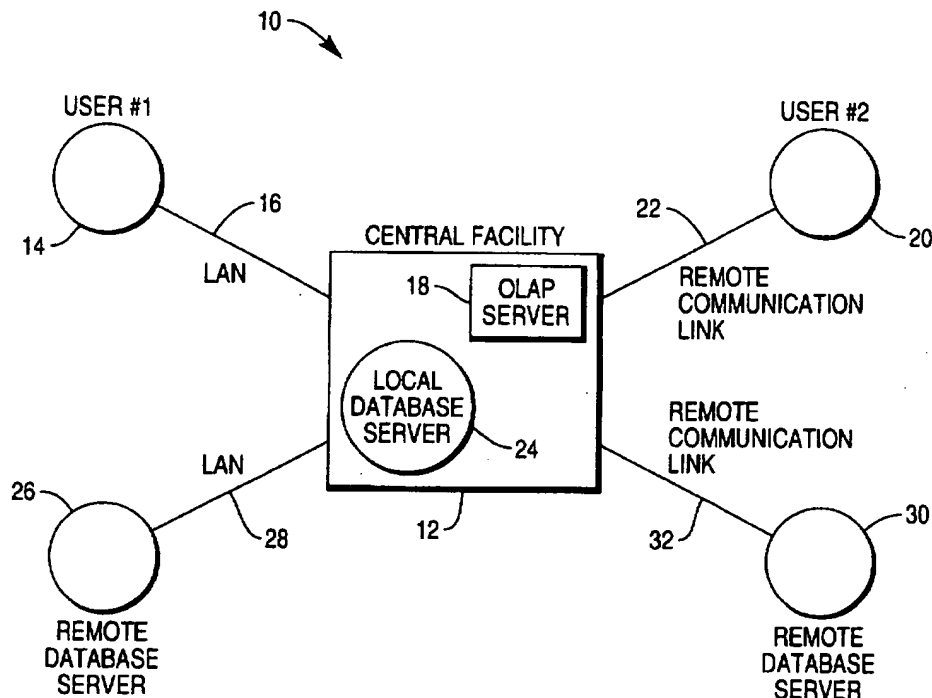 10
USER #1
USER #2
16
22
14
20
CENTRAL FACILITY
LAN
18
OLAP
SERVER
REMOTE
COMMUNICATION
LINK
LOCAL
DATABASE
SERVER
24
REMOTE
COMMUNICATION
LINK
LAN
26
28
12
32
30
REMOTE
DATABASE
SERVER
REMOTE
DATABASE
SERVER